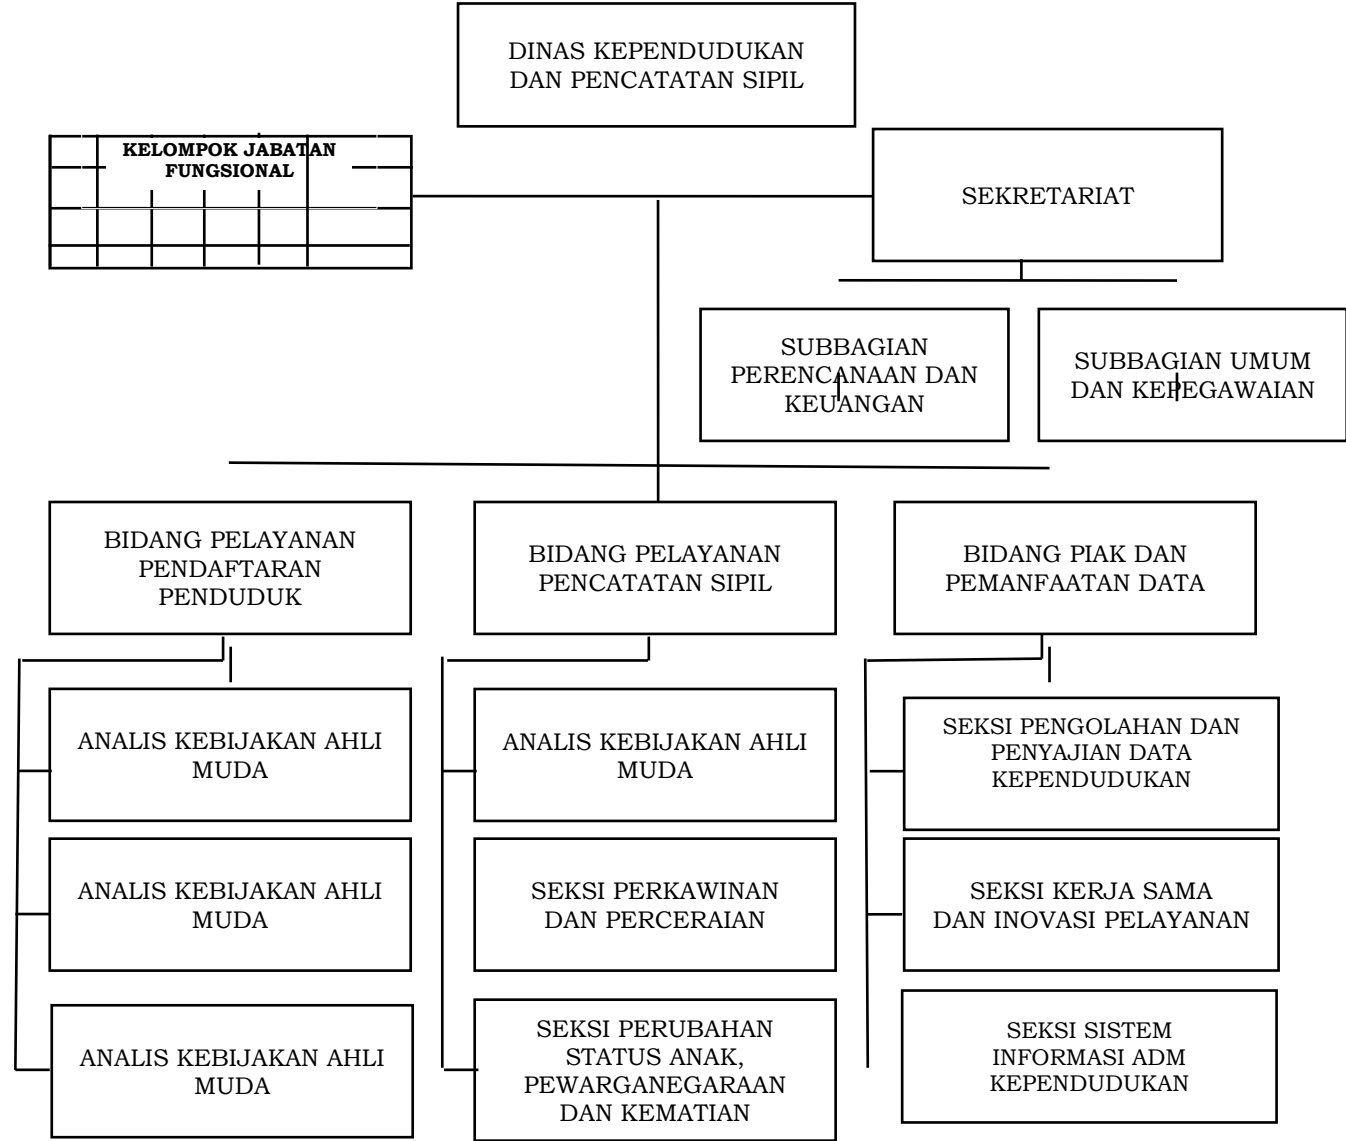 DINAS KEPENDUDUKAN
DAN PENCATATAN SIPIL
KELOMPOK JABATAN
FUNGSIONAL
SEKRETARIAT
SUBBAGIAN
PERENCANAAN DAN
KEUANGAN
SUBBAGIAN UMUM
DAN KEPEGAWAIAN
BIDANG PELAYANAN
PENDAFTARAN
PENDUDUK
BIDANG PELAYANAN
PENCATATAN SIPIL
BIDANG PIAK DAN
PEMANFAATAN DATA
ANALIS KEBIJAKAN AHLI
MUDA
ANALIS KEBIJAKAN AHLI
MUDA
SEKSI PENGOLAHAN DAN
PENYAJIAN DATA
KEPENDUDUKAN
ANALIS KEBIJAKAN AHLI
MUDA
SEKSI PERKAWINAN
DAN PERCERAIAN
SEKSI KERJA SAMA
DAN INOVASI PELAYANAN
ANALIS KEBIJAKAN AHLI
MUDA
SEKSI PERUBAHAN
STATUS ANAK,
PEWARGANEGARAAN
DAN KEMATIAN
SEKSI SISTEM
INFORMASI ADM
KEPENDUDUKAN